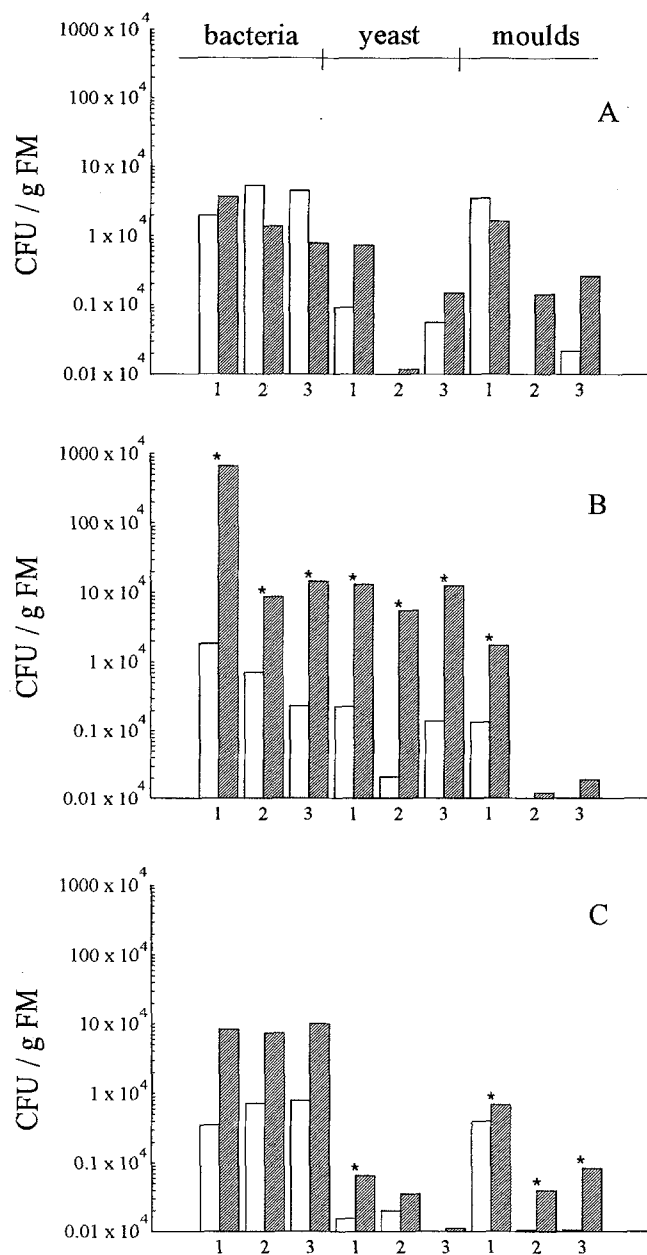 bacteria yeast moulds
A
CFU / g FM
1000 x 10⁴
100 x 10⁴
10 x 10⁴
1 x 10⁴
0.1 x 10⁴
0.01 x 10⁴
1 2 3 1 2 3 1 2 3
B
CFU / g FM
1000 x 10⁴
100 x 10⁴
10 x 10⁴
1 x 10⁴
0.1 x 10⁴
0.01 x 10⁴
* * * * * * *
1 2 3 1 2 3 1 2 3
C
CFU / g FM
1000 x 10⁴
100 x 10⁴
10 x 10⁴
1 x 10⁴
0.1 x 10⁴
0.01 x 10⁴
* * * *
1 2 3 1 2 3 1 2 3